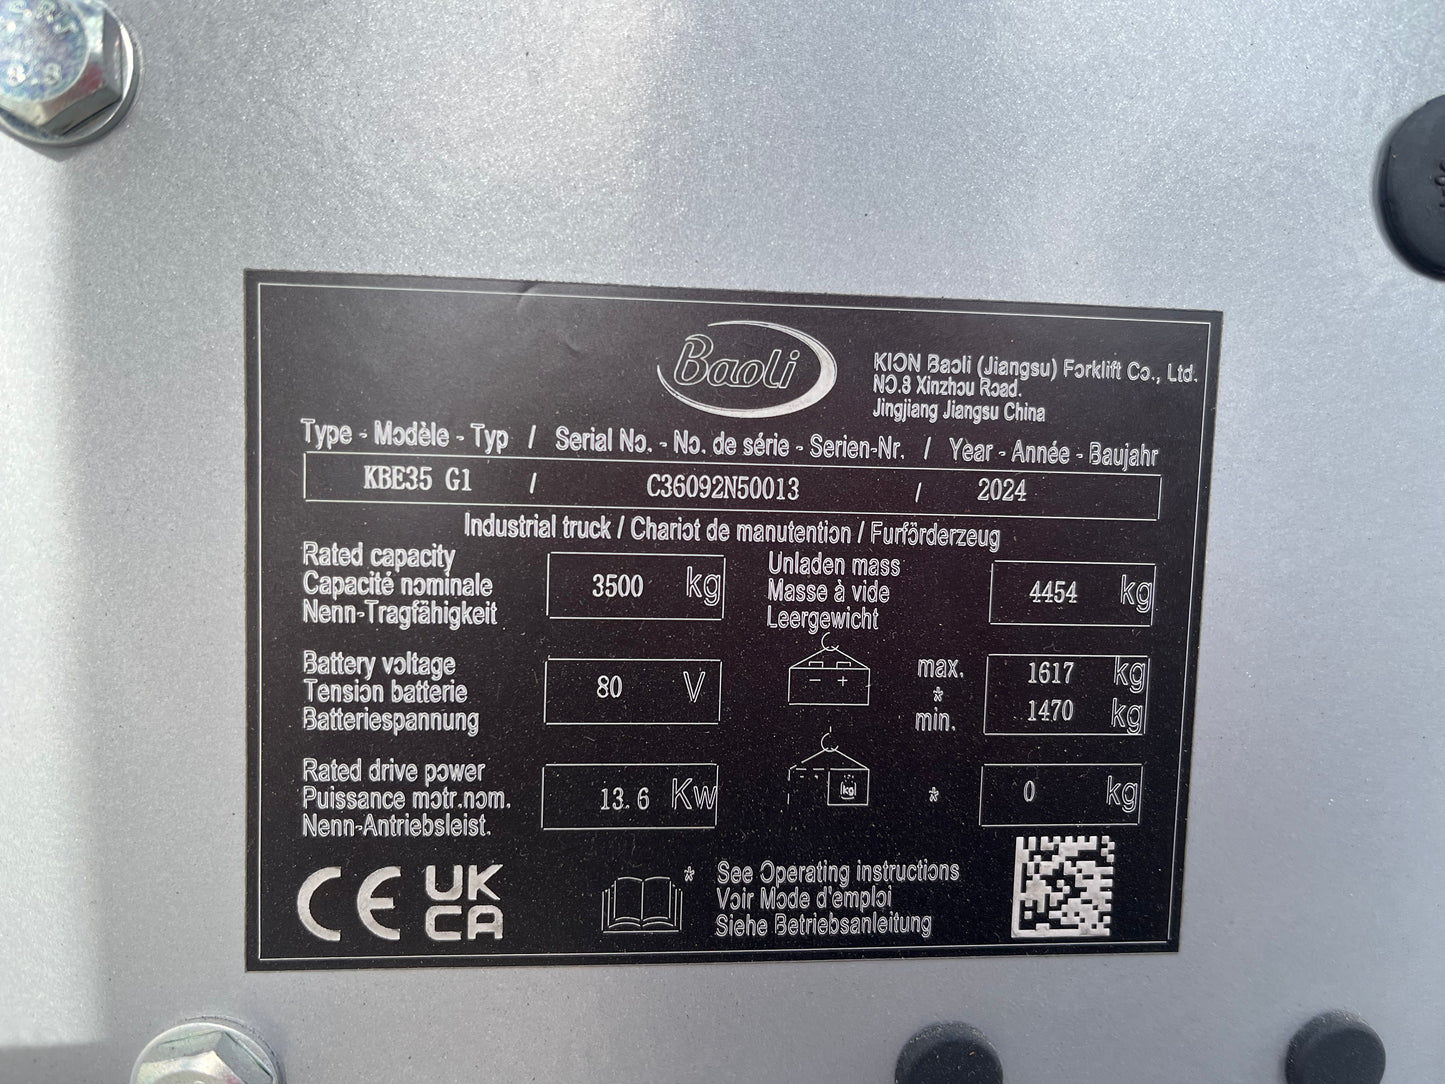 8.8
Baoli
KION Baoli (Jiangsu) Forklift Co., Ltd.
NO.8 Xinzhou Road.
Jingjiang Jiangsu China
Type - Modèle - Typ / Serial No. - No. de série - Serien-Nr. / Year - Année - Baujahr
KBE35 G1 / C36092N50013 / 2024
Industrial truck / Chariot de manutention / Furförderzeug
Rated capacity
Capacité nominale
Nenn-Tragfähigkeit
3500 kg
Unladen mass
Masse à vide
Leergewicht
4454 kg
Battery voltage
Tension batterie
Batteriespannung
80 V
- +
max. 1617 kg
*
min. 1470 kg
Rated drive power
Puissance motr.nom.
Nenn-Antriebsleist.
13.6 Kw
kg
* 0 kg
CE UK
CA
* See Operating instructions
Voir Mode d'emploi
Siehe Betriebsanleitung